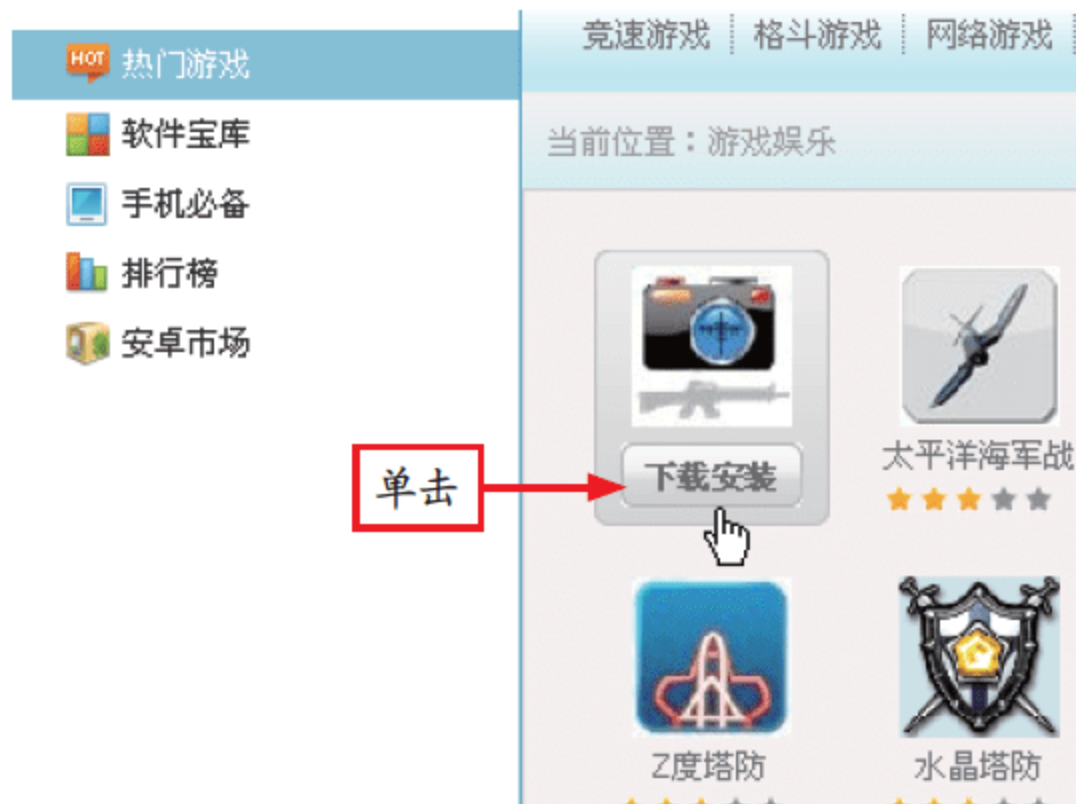 HOT 热门游戏
软件宝库
手机必备
排行榜
安卓市场
竞速游戏 格斗游戏 网络游戏
当前位置：游戏娱乐
单击
下载安装
太平洋海军战
Z度塔防
水晶塔防